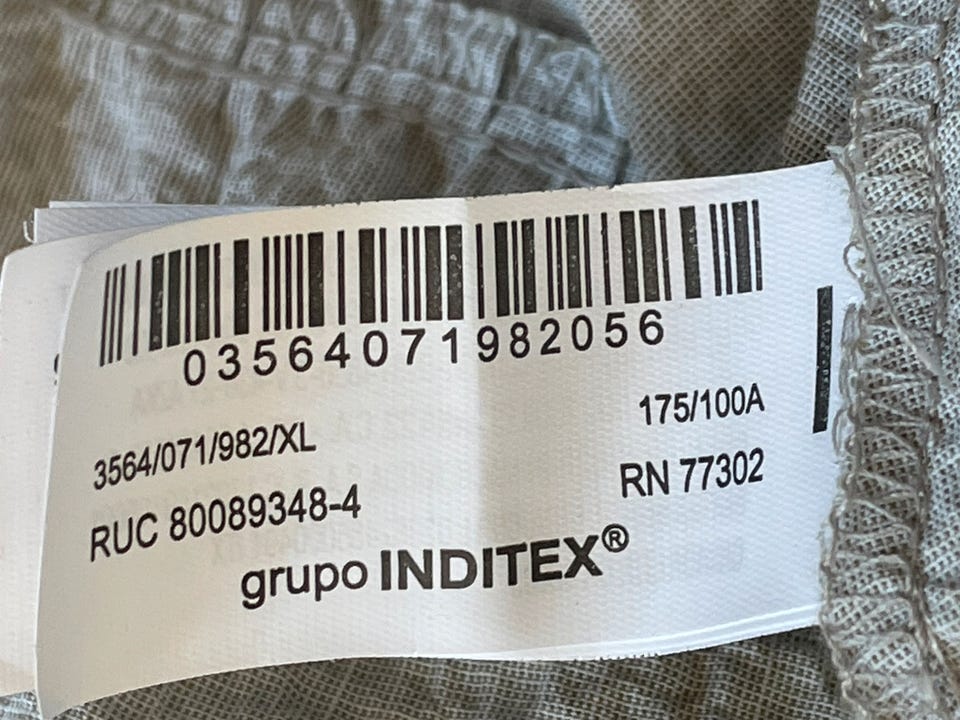 03564071982056
175/100A
3564/071/982/XL
RN 77302
RUC 80089348-4
grupo INDITEX®